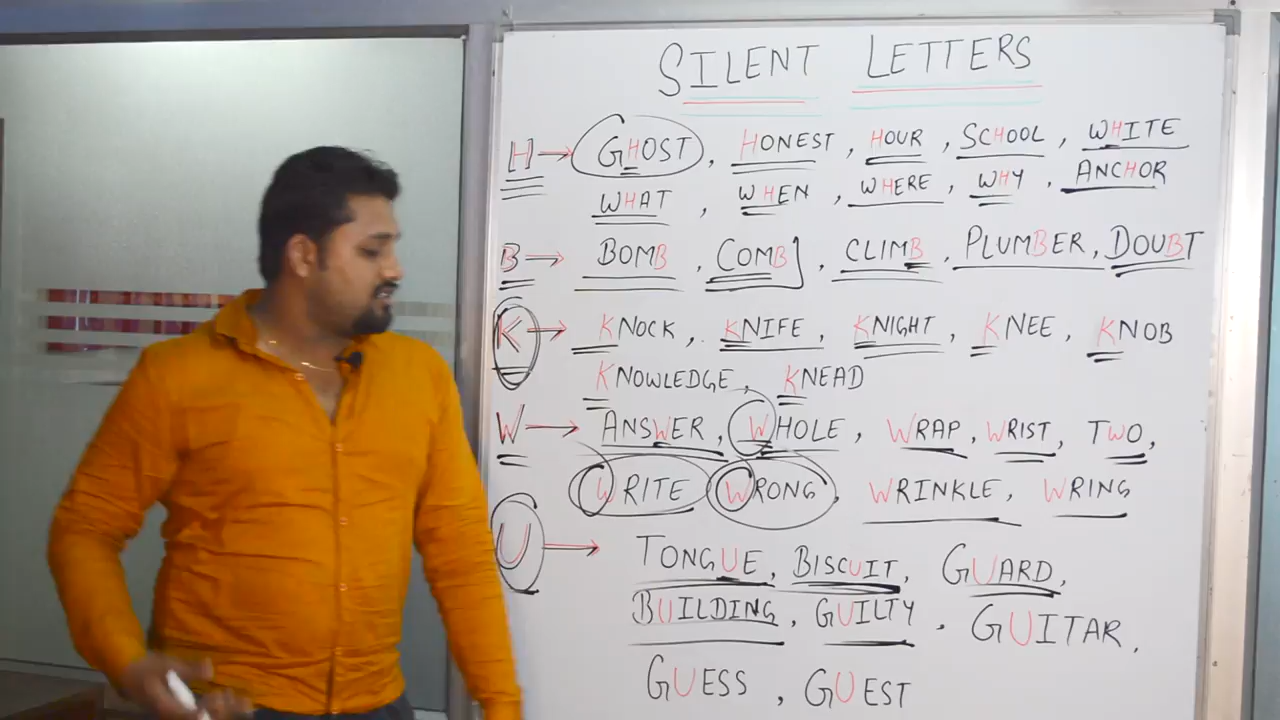 SILENT LETTERS
H → GHOST, HONEST, HOUR, SCHOOL, WHITE
WHAT, WHEN, WHERE, WHY, ANCHOR
B → BOMB, COMB, CLIMB, PLUMBER, DOUBT
K → KNOCK, KNIFE, KNIGHT, KNEE, KNOB
KNOWLEDGE, KNEAD
W → ANSWER, WHOLE, WRAP, WRIST, TWO,
WRITE WRONG, WRINKLE, WRING
U → TONGUE, BISCUIT, GUARD,
BUILDING, GUILTY, GUITAR,
GUESS, GUEST